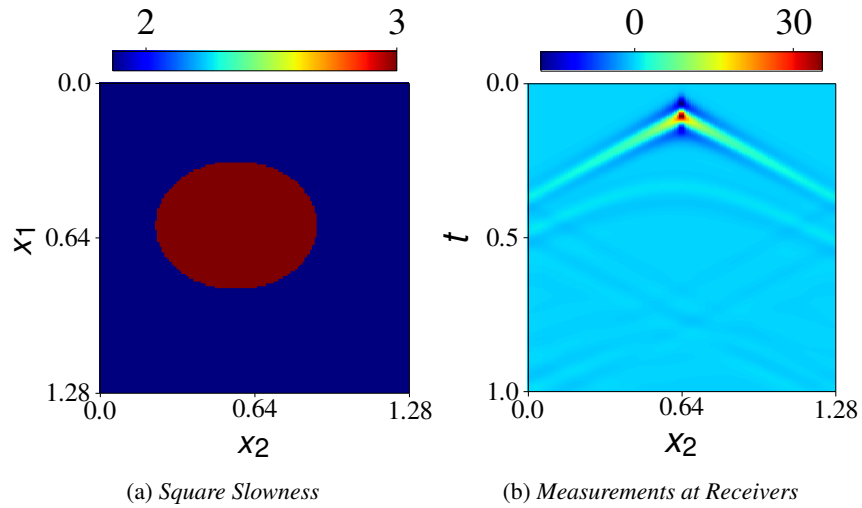 2 3
0 30
0.0
0.64
1.28
x1
0.0 0.64 1.28
x2
0.0
0.5
1.0
t
0.0 0.64 1.28
x2
(a) Square Slowness
(b) Measurements at Receivers